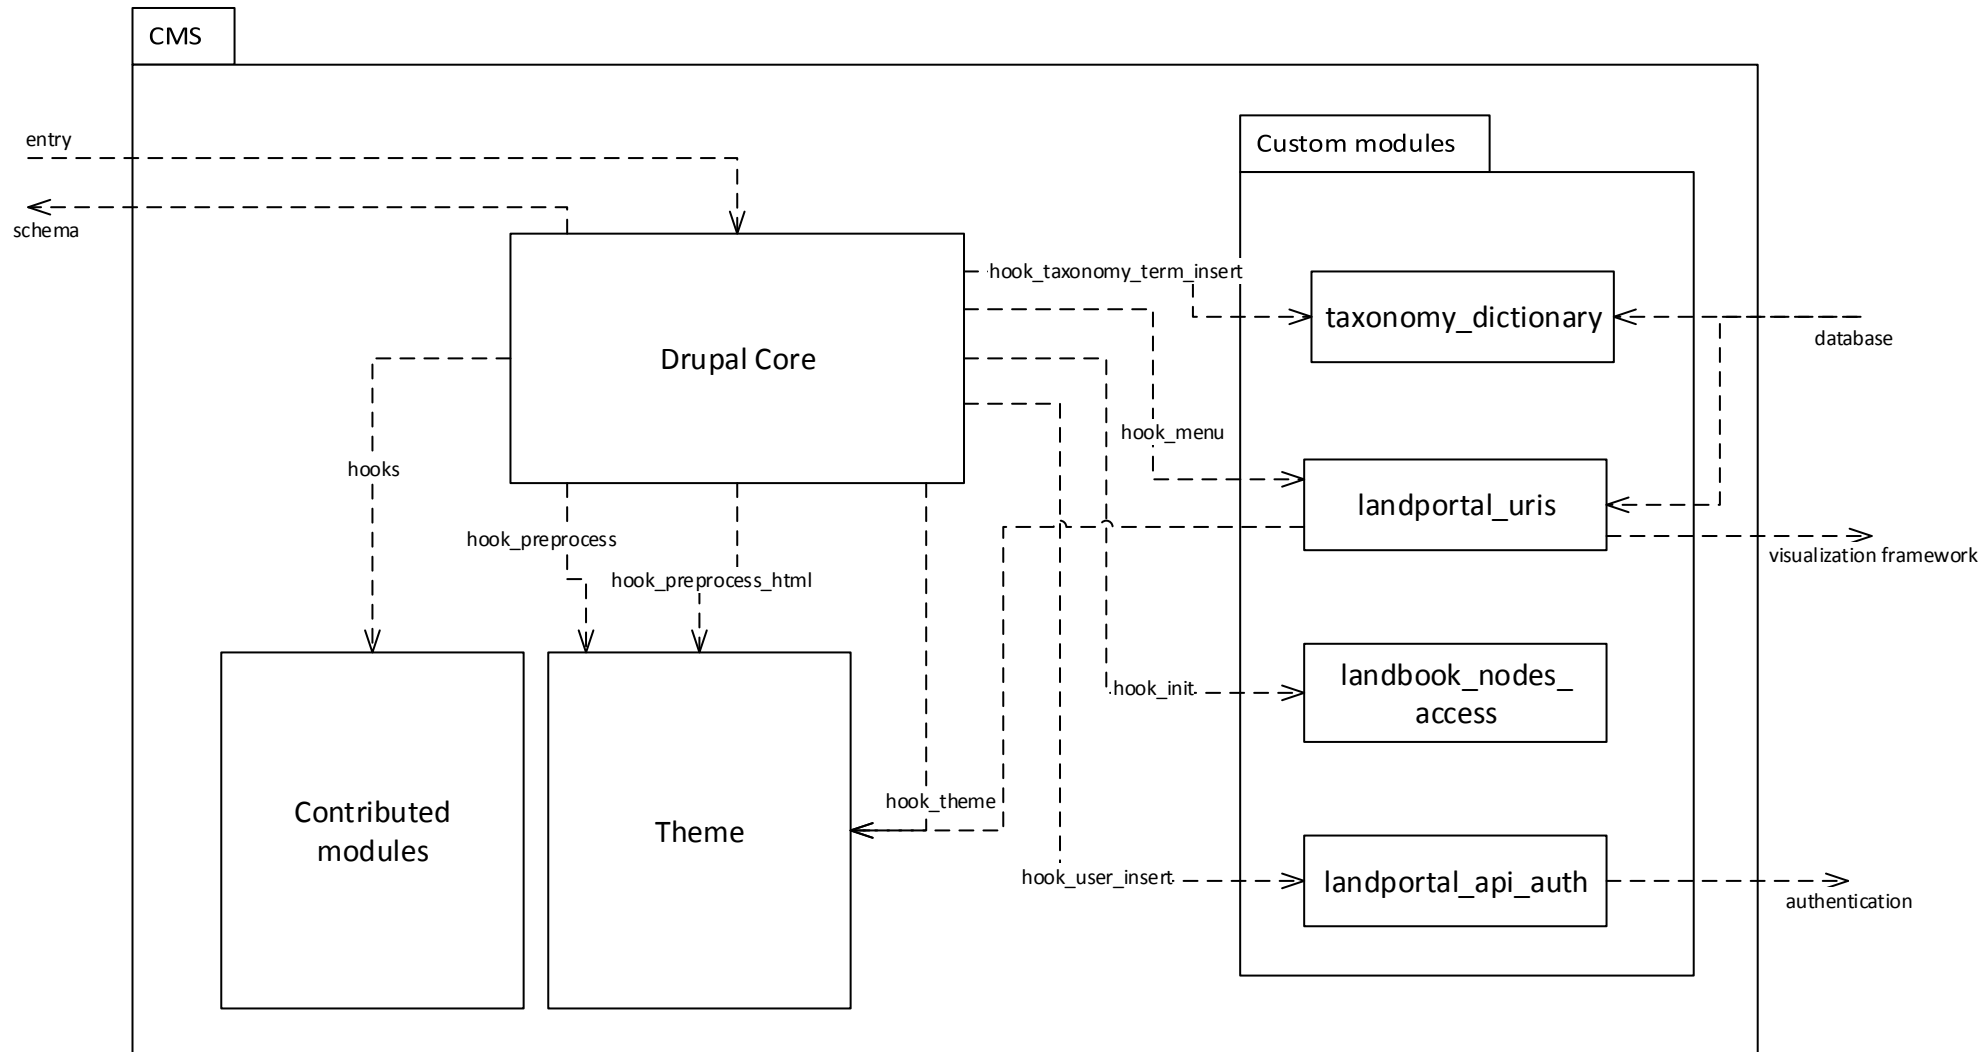 CMS
entry
Custom modules
schema
hook_taxonomy_term_insert
taxonomy_dictionary
database
Drupal Core
hook_menu
hooks
landportal_uris
hook_preprocess
visualization framework
hook_preprocess_html
landbook_nodes_
access
hook_init
Contributed
modules
Theme
hook_theme
hook_user_insert
landportal_api_auth
authentication